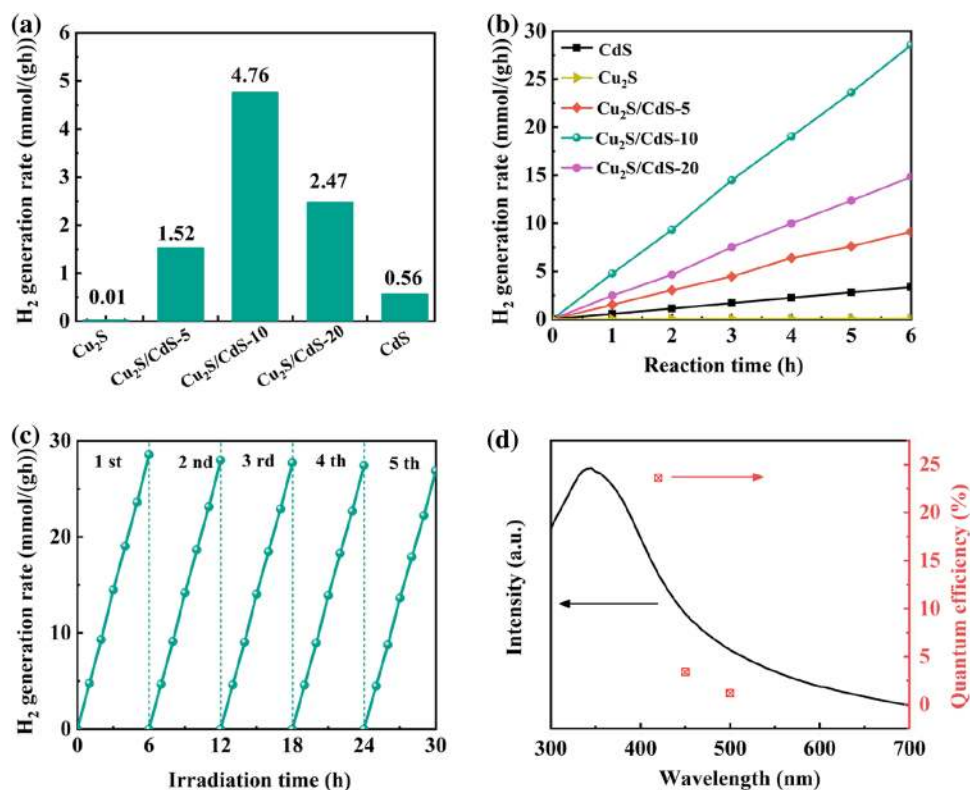 (a)
H₂ generation rate (mmol/(gh))
6
5
4
3
2
1
0
0.01
1.52
4.76
2.47
0.56
Cu₂S
Cu₂S/CdS-5
Cu₂S/CdS-10
Cu₂S/CdS-20
CdS
(b)
H₂ generation rate (mmol/(gh))
30
25
20
15
10
5
0
CdS
Cu₂S
Cu₂S/CdS-5
Cu₂S/CdS-10
Cu₂S/CdS-20
0 1 2 3 4 5 6
Reaction time (h)
(c)
H₂ generation rate (mmol/(gh))
30
20
10
0
1 st 2 nd 3 rd 4 th 5 th
0 6 12 18 24 30
Irradiation time (h)
(d)
Intensity (a.u.)
25
20
15
10
5
0
Quantum efficiency (%)
300 400 500 600 700
Wavelength (nm)